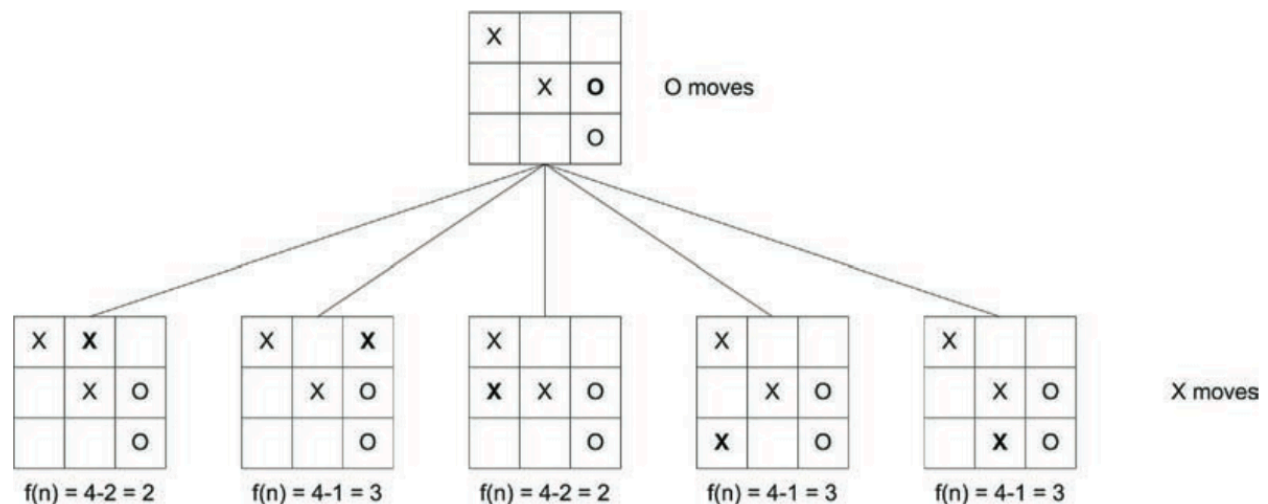 X
X O O moves
O
X X
X X
X
X
X
X O
X O
X X O
X O
X O
X moves
O
O
O
X O
X O
f(n) = 4-2 = 2
f(n) = 4-1 = 3
f(n) = 4-2 = 2
f(n) = 4-1 = 3
f(n) = 4-1 = 3